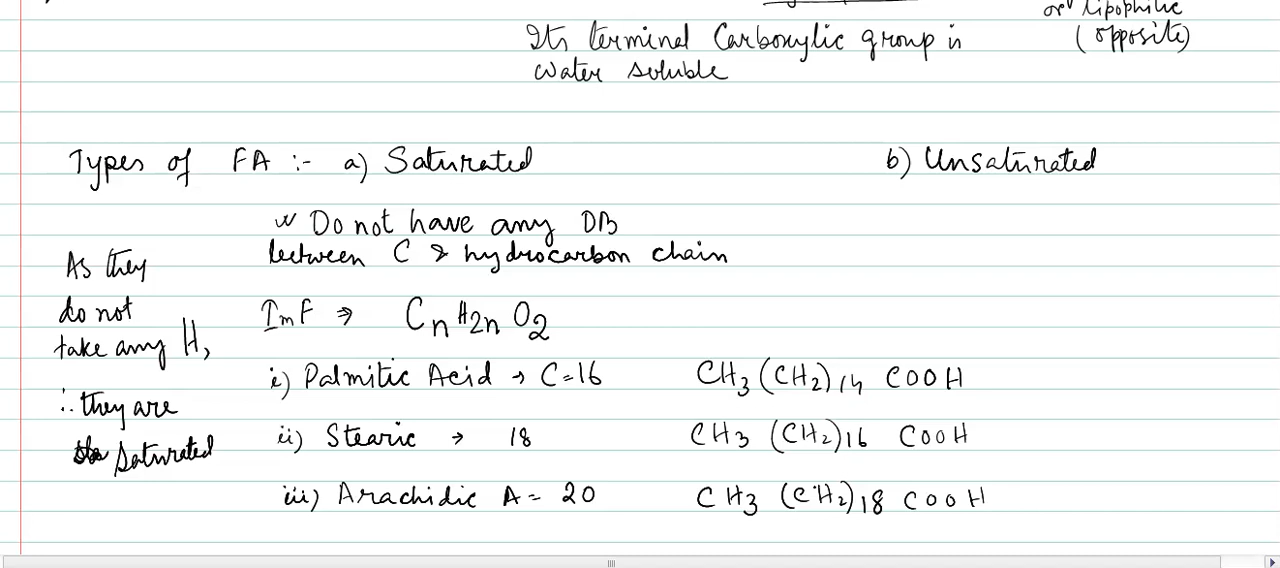 or lipophilic
Its terminal Carboxylic group is (opposite)
water soluble
Types of FA :- a) Saturated b) Unsaturated
Do not have any DB
between C & hydrocarbon chain
As they
do not
take any H,
∴ they are
saturated
ImF ⇒ CnH2nO2
i) Palmitic Acid → C=16 CH3(CH2)14 COOH
ii) Stearic → 18 CH3 (CH2)16 COOH
iii) Arachidic A = 20 CH3 (CH2)18 COOH